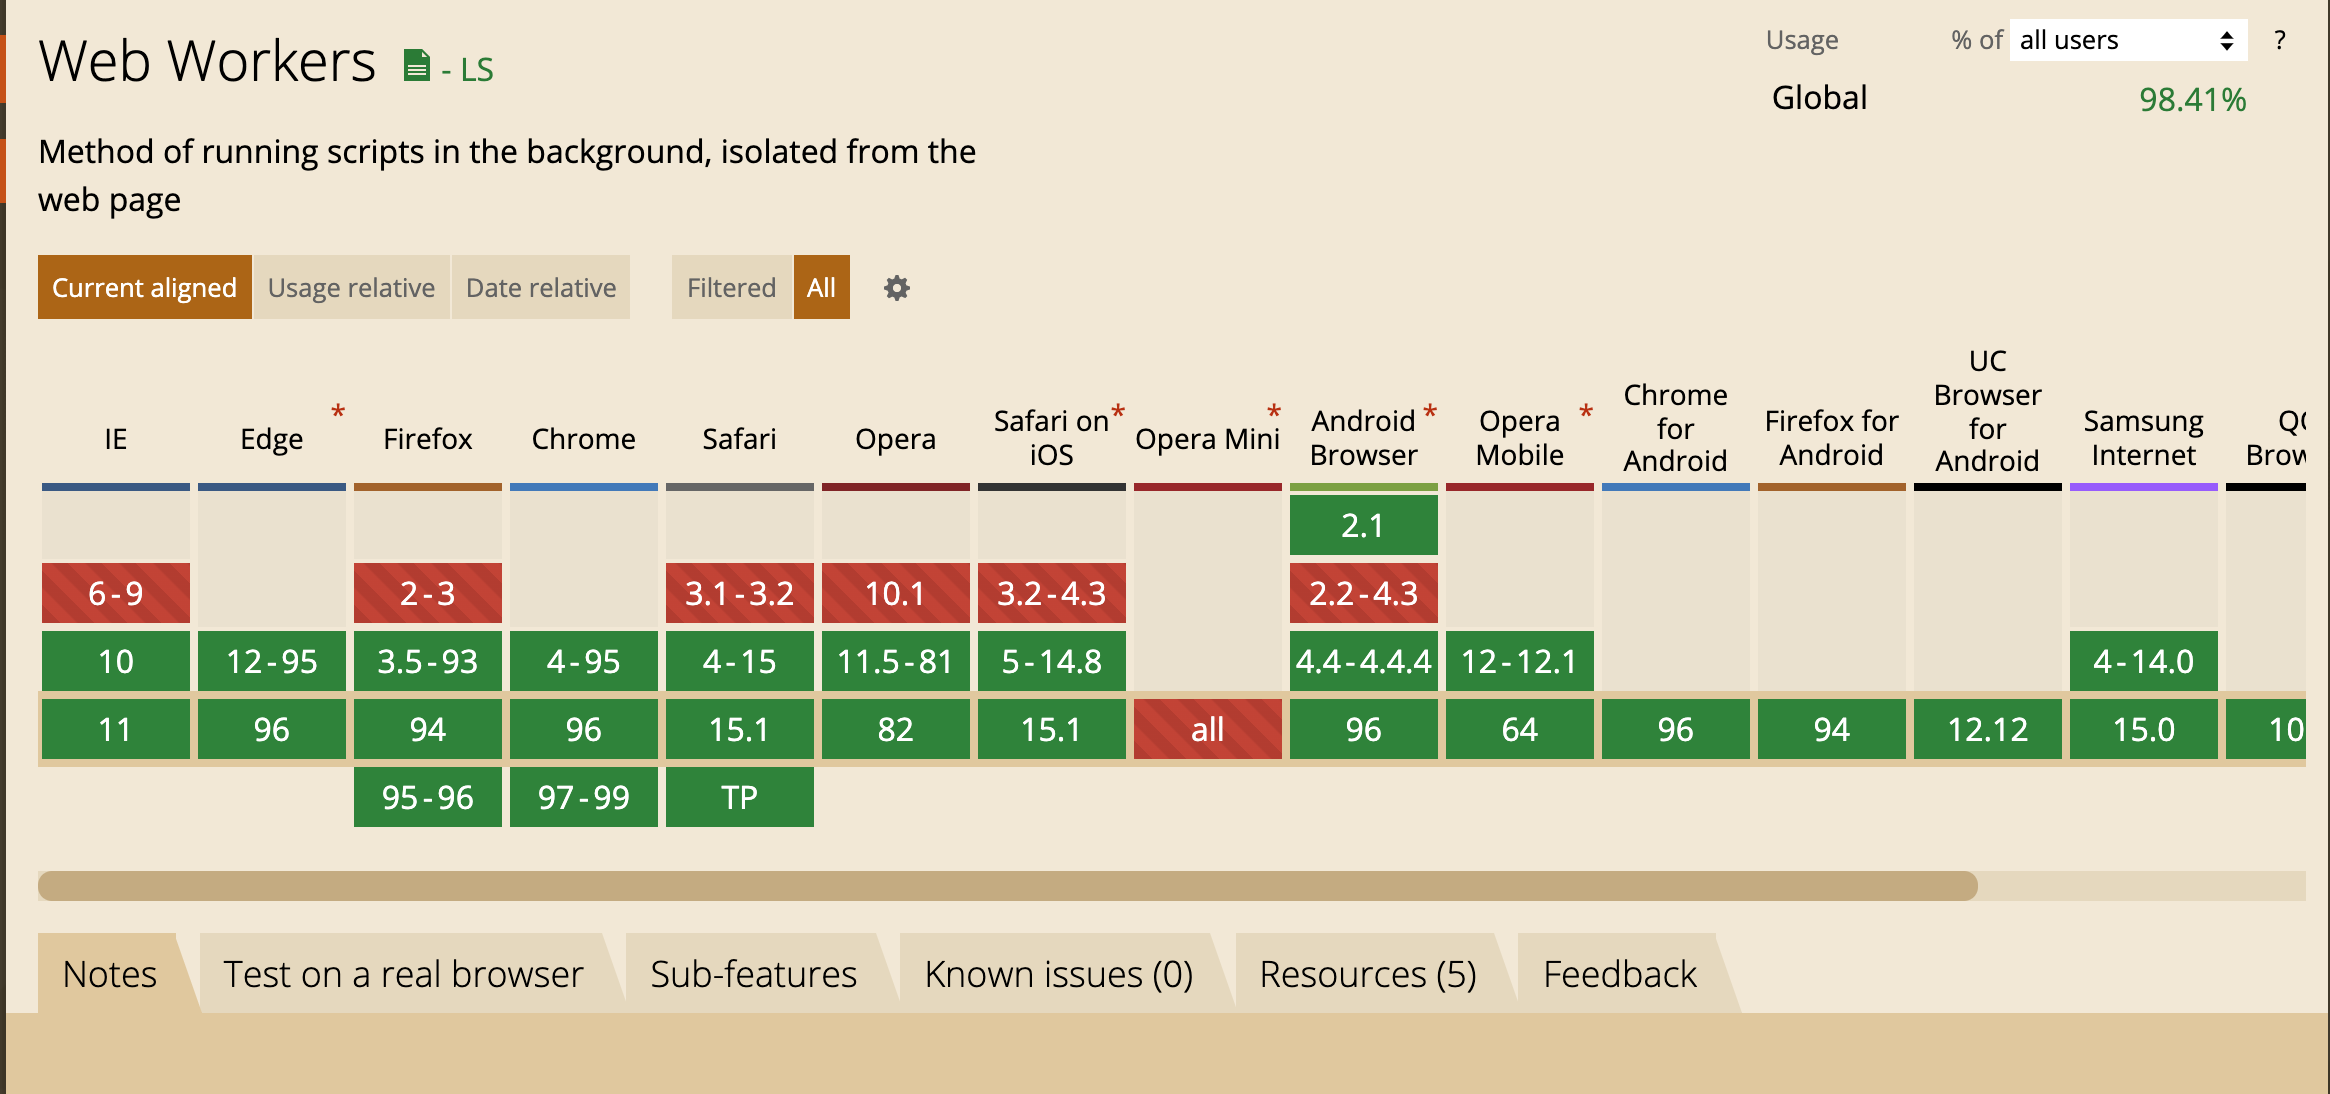 Web Workers - LS
Usage % of all users ?
Global 98.41%
Method of running scripts in the background, isolated from the
web page
Current aligned Usage relative Date relative Filtered All
IE
Edge *
Firefox
Chrome
Safari
Opera
Safari on *
iOS
Opera Mini *
Android *
Browser
Opera *
Mobile
Chrome
for
Android
Firefox for
Android
UC
Browser
for
Android
Samsung
Internet
2.1
6-9 2-3 3.1-3.2 10.1 3.2-4.3 2.2-4.3
10 12-95 3.5-93 4-95 4-15 11.5-81 5-14.8 4.4-4.4.4 12-12.1 4-14.0
11 96 94 96 15.1 82 15.1 all 96 64 96 94 12.12 15.0 10
95-96 97-99 TP
Notes Test on a real browser Sub-features Known issues (0) Resources (5) Feedback